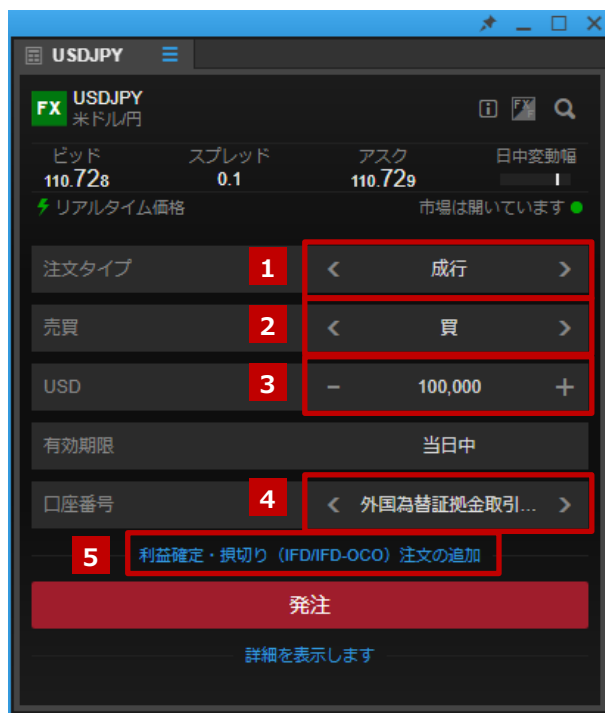 USDJPY
FX USDJPY
米ドル/円
ビッド スプレッド アスク 日中変動幅
110.728 0.1 110.729
リアルタイム価格 市場は開いています
注文タイプ 1 成行
売買 2 買
USD 3 - 100,000 +
有効期限 当日中
口座番号 4 外国為替証拠金取引...
5 利益確定・損切り（IFD/IFD-OCO）注文の追加
発注
詳細を表示します